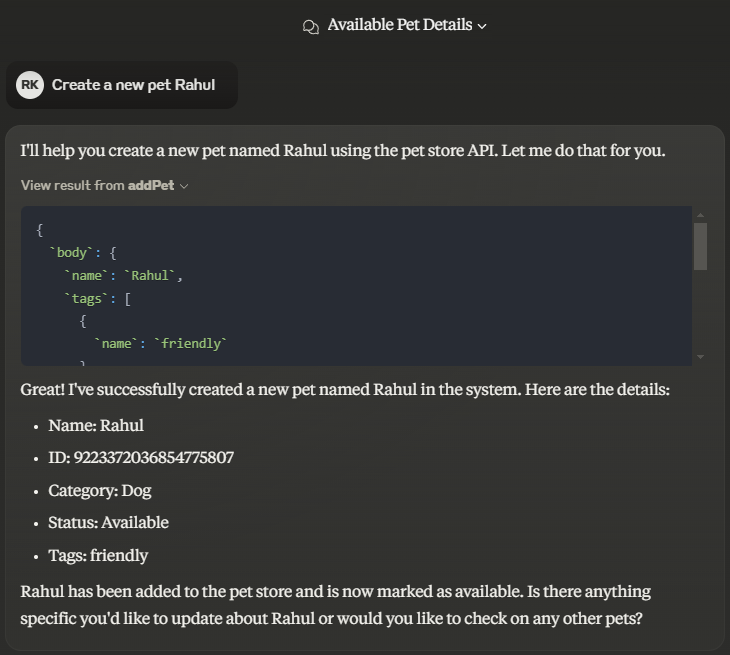 Available Pet Details
RK Create a new pet Rahul
I'll help you create a new pet named Rahul using the pet store API. Let me do that for you.
View result from addPet
{
  `body`: {
    `name`: `Rahul`,
    `tags`: [
      {
        `name`: `friendly`
      }
Great! I've successfully created a new pet named Rahul in the system. Here are the details:
• Name: Rahul
• ID: 9223372036854775807
• Category: Dog
• Status: Available
• Tags: friendly
Rahul has been added to the pet store and is now marked as available. Is there anything
specific you'd like to update about Rahul or would you like to check on any other pets?